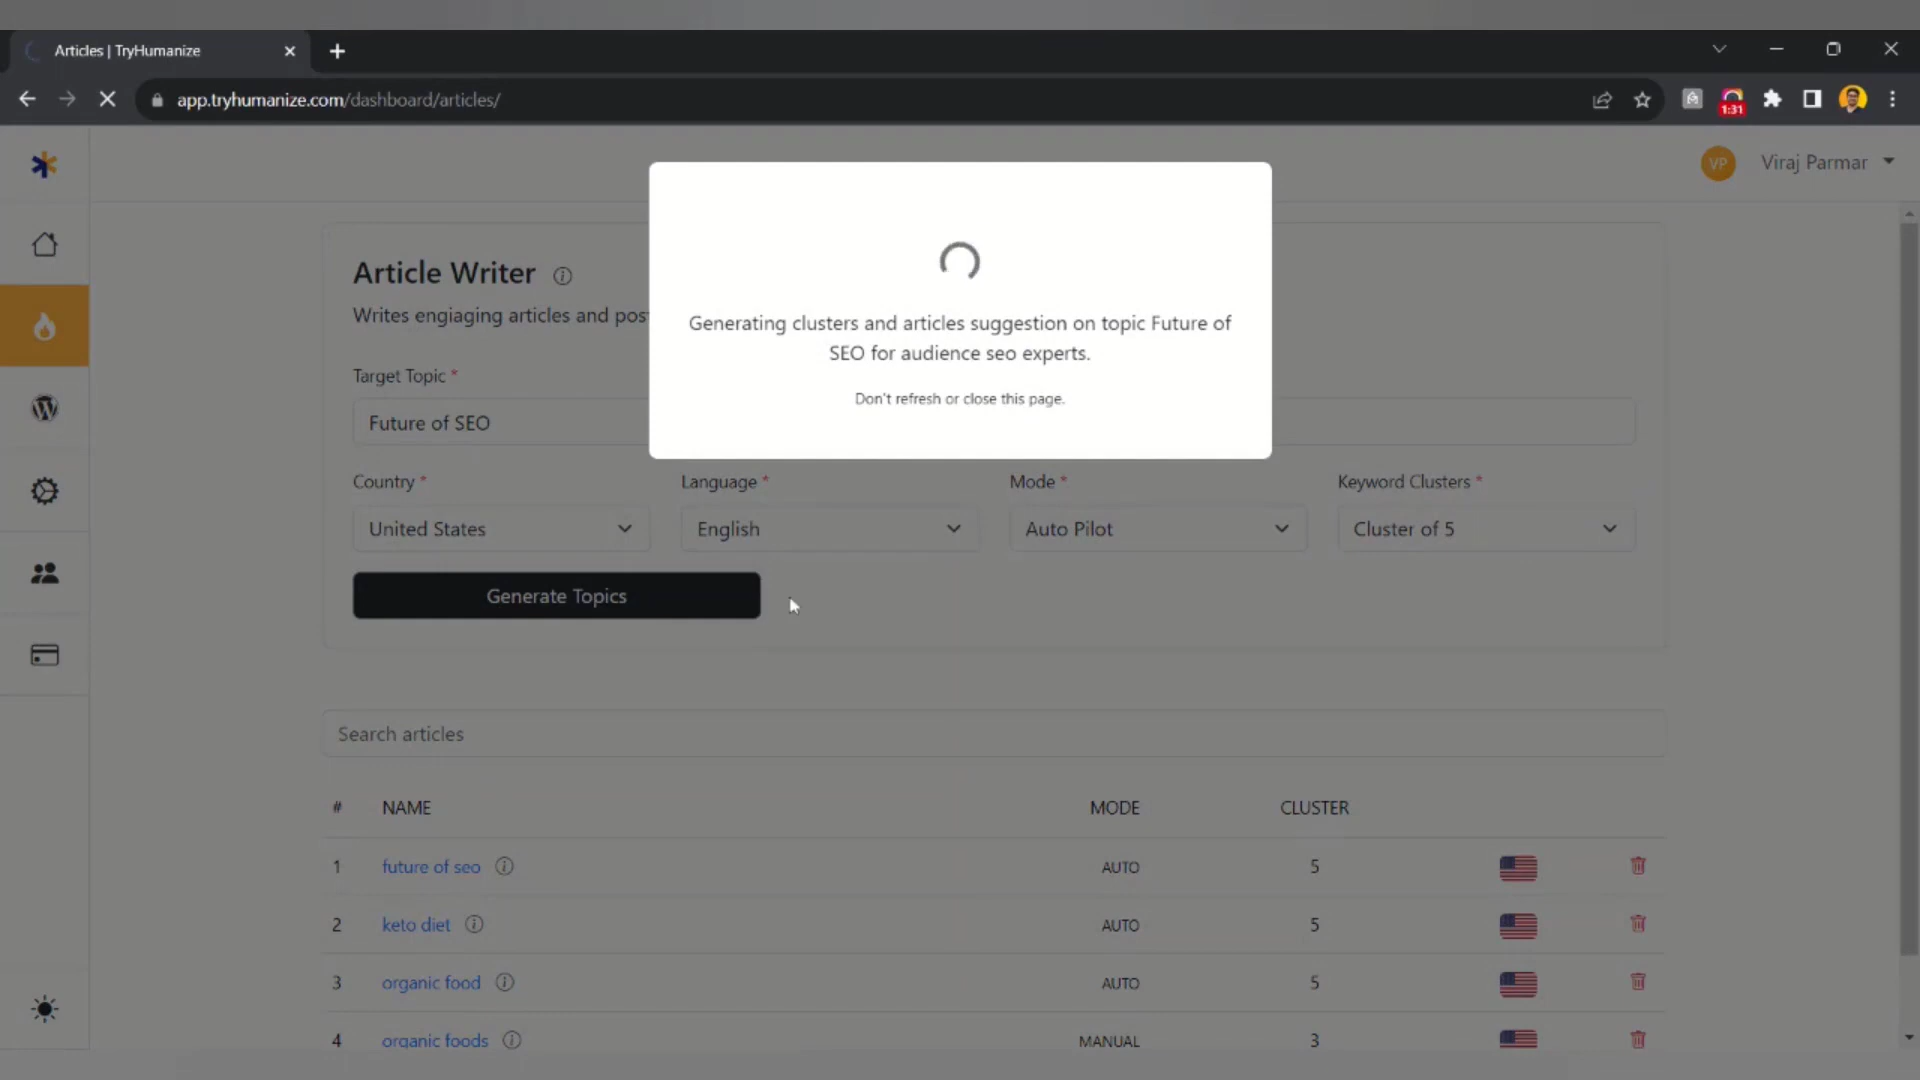 Articles | TryHumanize
app.tryhumanize.com/dashboard/articles/
1:31
VP Viraj Parmar
Article Writer
Writes engiaging articles and pos
Generating clusters and articles suggestion on topic Future of
SEO for audience seo experts.
Don't refresh or close this page.
Target Topic *
Future of SEO
Country * Language * Mode * Keyword Clusters *
United States English Auto Pilot Cluster of 5
Generate Topics
Search articles
# NAME MODE CLUSTER
1 future of seo AUTO 5
2 keto diet AUTO 5
3 organic food AUTO 5
4 organic foods MANUAL 3